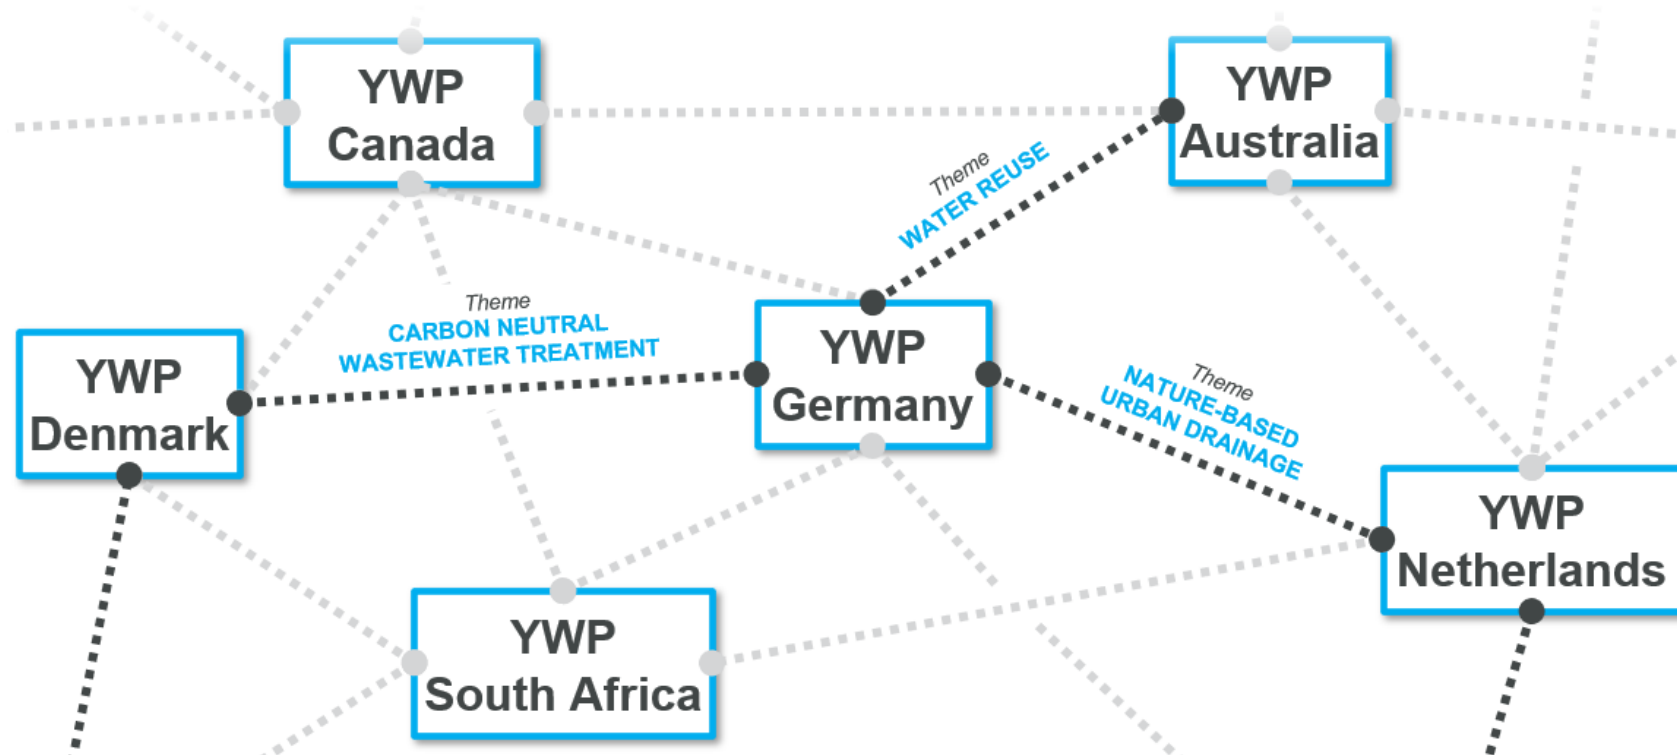 YWP
Canada
YWP
Australia
Theme
WATER REUSE
Theme
CARBON NEUTRAL
WASTEWATER TREATMENT
YWP
Germany
YWP
Denmark
Theme
NATURE-BASED
URBAN DRAINAGE
YWP
Netherlands
YWP
South Africa